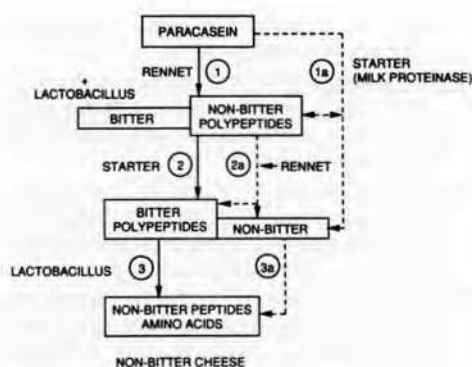 PARACASEIN
RENNET 1 1a STARTER
(MILK PROTEINASE)
+
LACTOBACILLUS
BITTER NON-BITTER
POLYPEPTIDES
STARTER 2 2a RENNET
BITTER
POLYPEPTIDES NON-BITTER
LACTOBACILLUS 3 3a
NON-BITTER PEPTIDES
AMINO ACIDS
NON-BITTER CHEESE